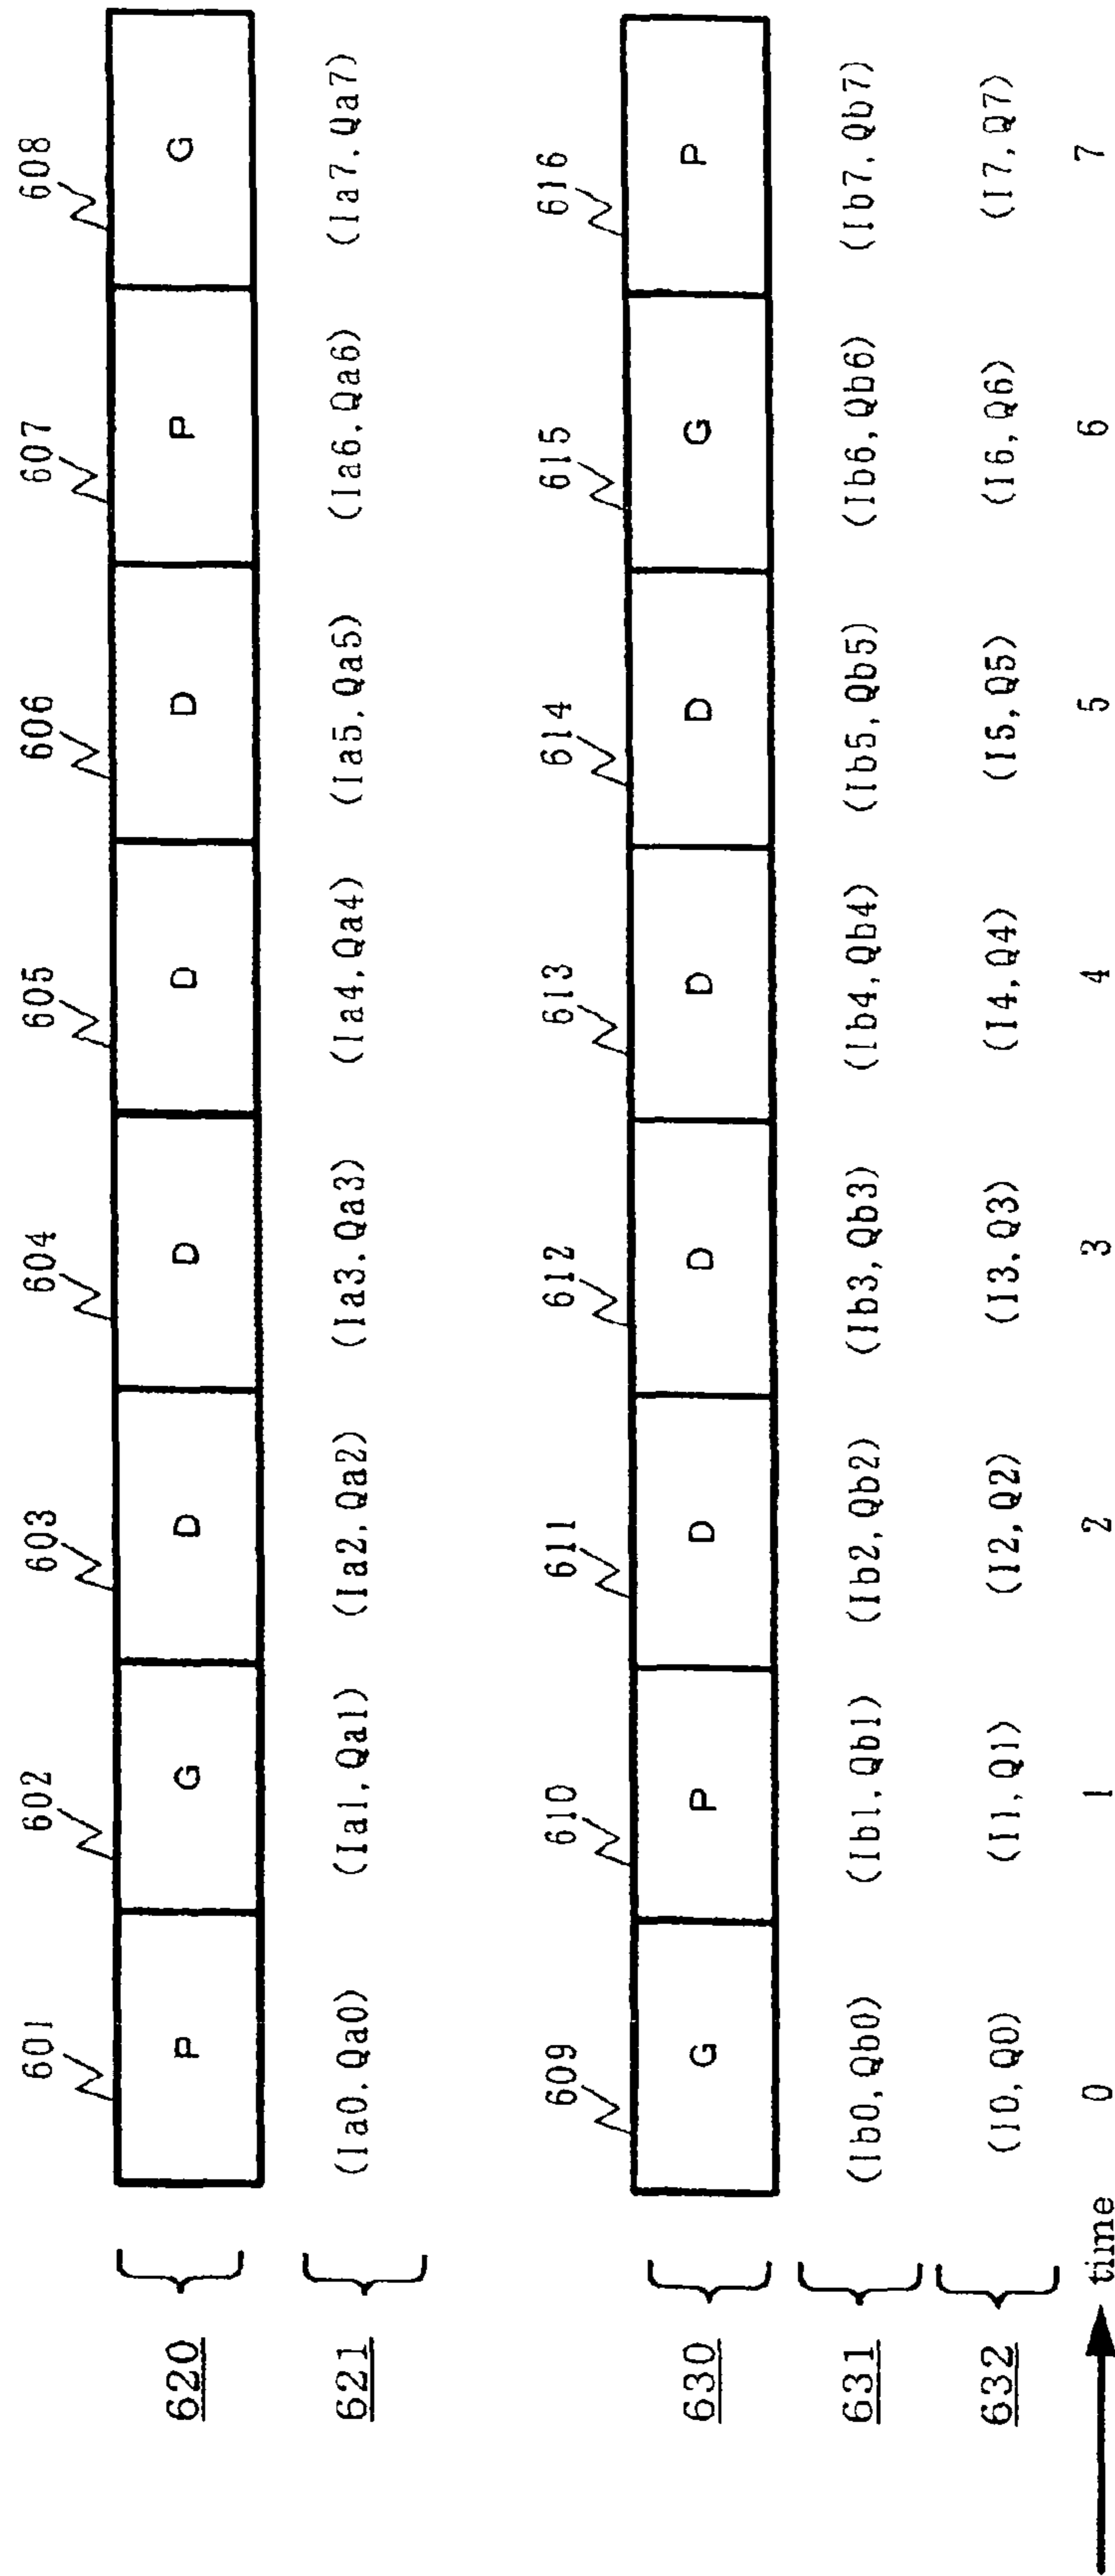 601 602 603 604 605 606 607 608
620 P G D D D D P G
621 (Ia0, Qa0) (Ia1, Qa1) (Ia2, Qa2) (Ia3, Qa3) (Ia4, Qa4) (Ia5, Qa5) (Ia6, Qa6) (Ia7, Qa7)
609 610 611 612 613 614 615 616
630 G P D D D D G P
631 (Ib0, Qb0) (Ib1, Qb1) (Ib2, Qb2) (Ib3, Qb3) (Ib4, Qb4) (Ib5, Qb5) (Ib6, Qb6) (Ib7, Qb7)
632 (I0, Q0) (I1, Q1) (I2, Q2) (I3, Q3) (I4, Q4) (I5, Q5) (I6, Q6) (I7, Q7)
time 0 1 2 3 4 5 6 7